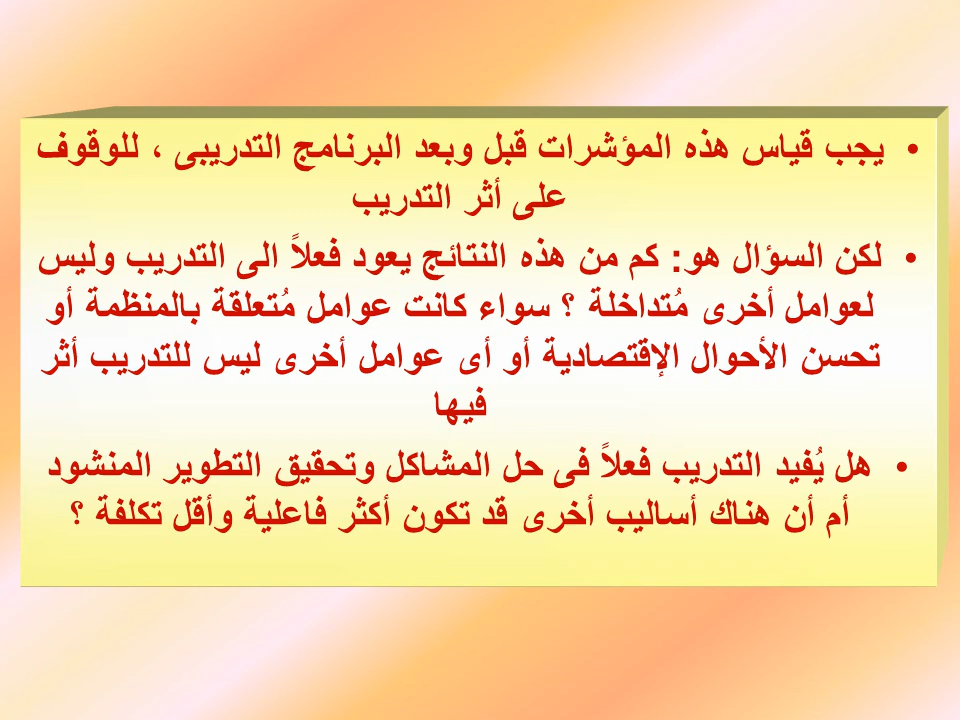 • يجب قياس هذه المؤشرات قبل وبعد البرنامج التدريبى ، للوقوف
على أثر التدريب
• لكن السؤال هو: كم من هذه النتائج يعود فعلاً الى التدريب وليس
لعوامل أخرى مُتداخلة ؟ سواء كانت عوامل مُتعلقة بالمنظمة أو
تحسن الأحوال الإقتصادية أو أى عوامل أخرى ليس للتدريب أثر
فيها
• هل يُفيد التدريب فعلاً فى حل المشاكل وتحقيق التطوير المنشود
أم أن هناك أساليب أخرى قد تكون أكثر فاعلية وأقل تكلفة ؟